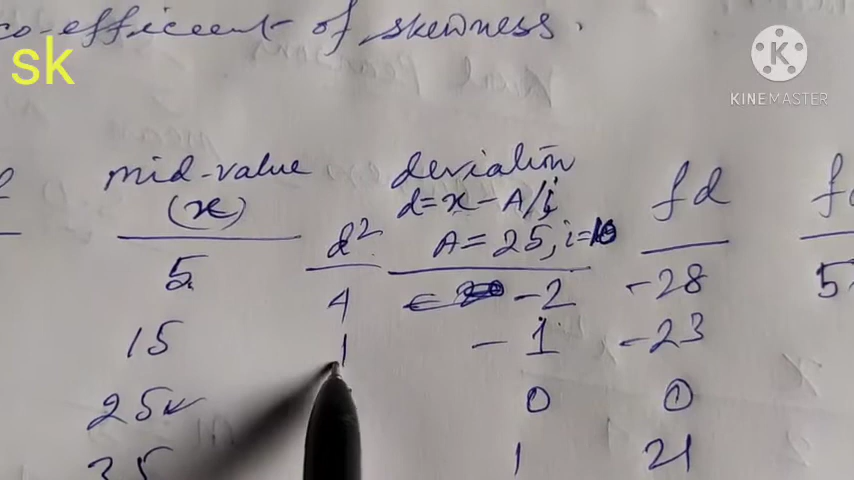 co-efficient of skewness.
sk
KINEMASTER
mid-value deviation
(x) d² d=x-A/i, fd
A=25, i=10
5 4 -2 -28 5
15 1 -1 -23
25 0 0
35 1 21